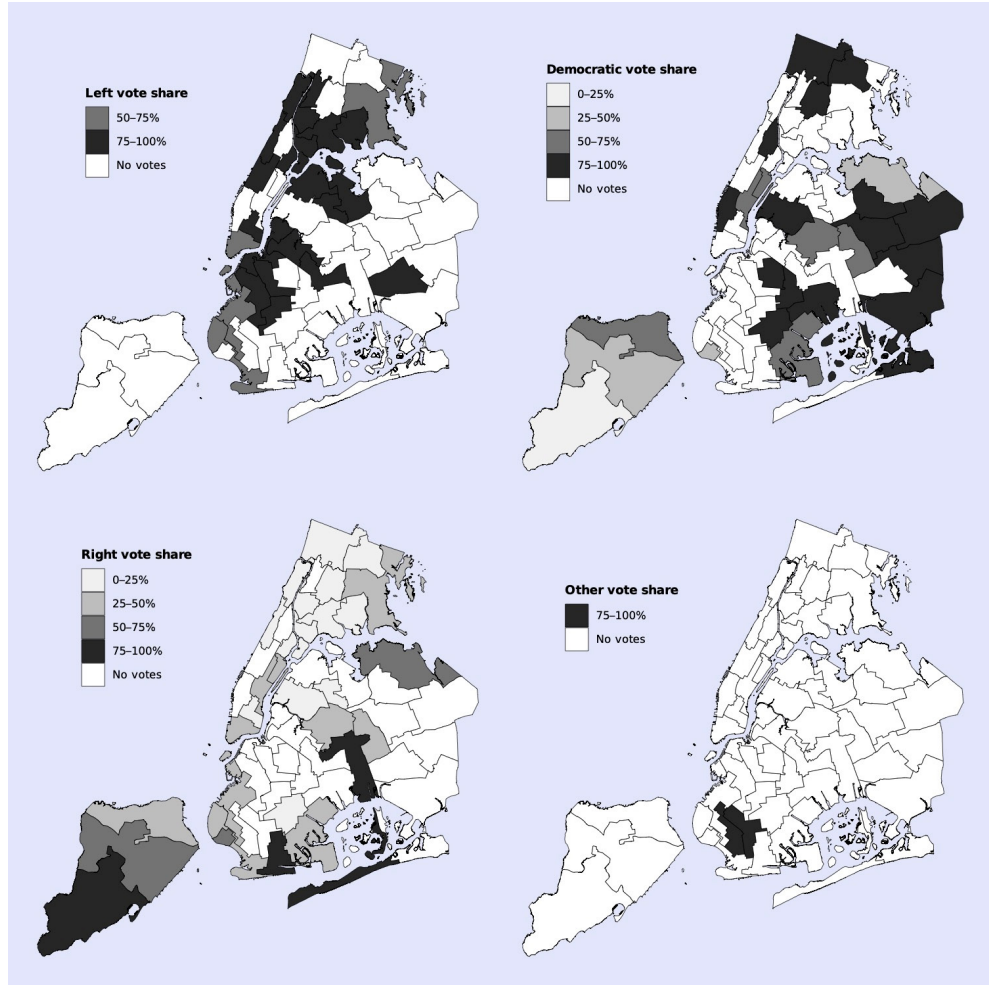 Left vote share
50–75%
75–100%
No votes
Democratic vote share
0–25%
25–50%
50–75%
75–100%
No votes
Right vote share
0–25%
25–50%
50–75%
75–100%
No votes
Other vote share
75–100%
No votes